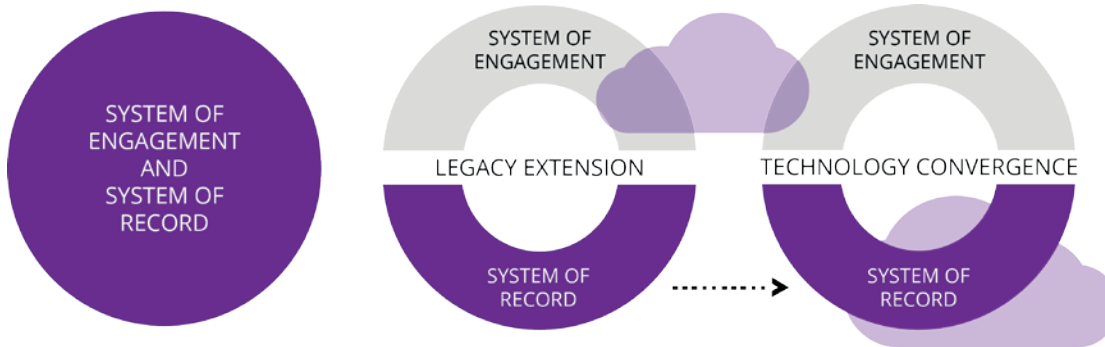 SYSTEM OF
ENGAGEMENT
AND
SYSTEM OF
RECORD
SYSTEM OF
ENGAGEMENT
LEGACY EXTENSION
SYSTEM OF
RECORD
SYSTEM OF
ENGAGEMENT
TECHNOLOGY CONVERGENCE
SYSTEM OF
RECORD